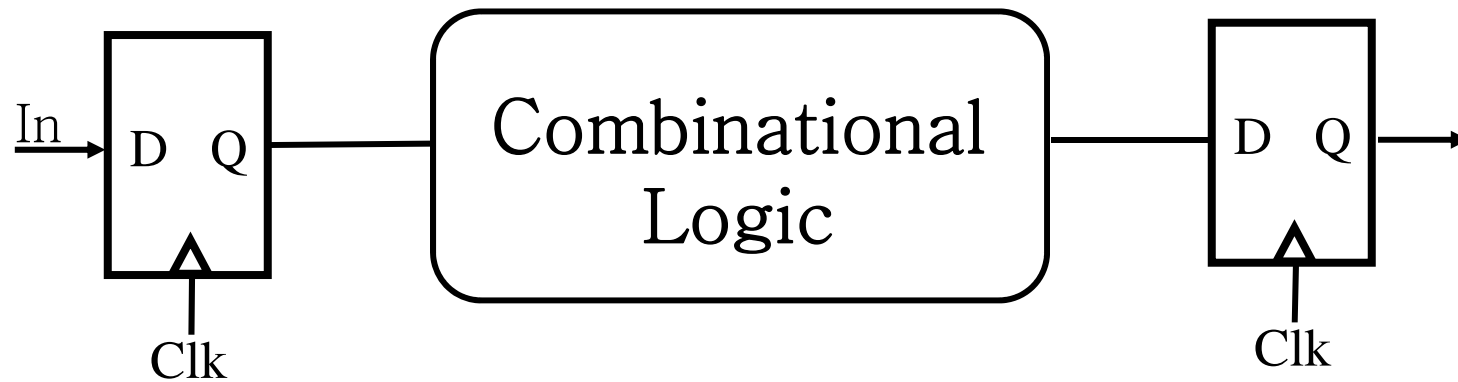 In
D Q
Clk
Combinational
Logic
D Q
Clk